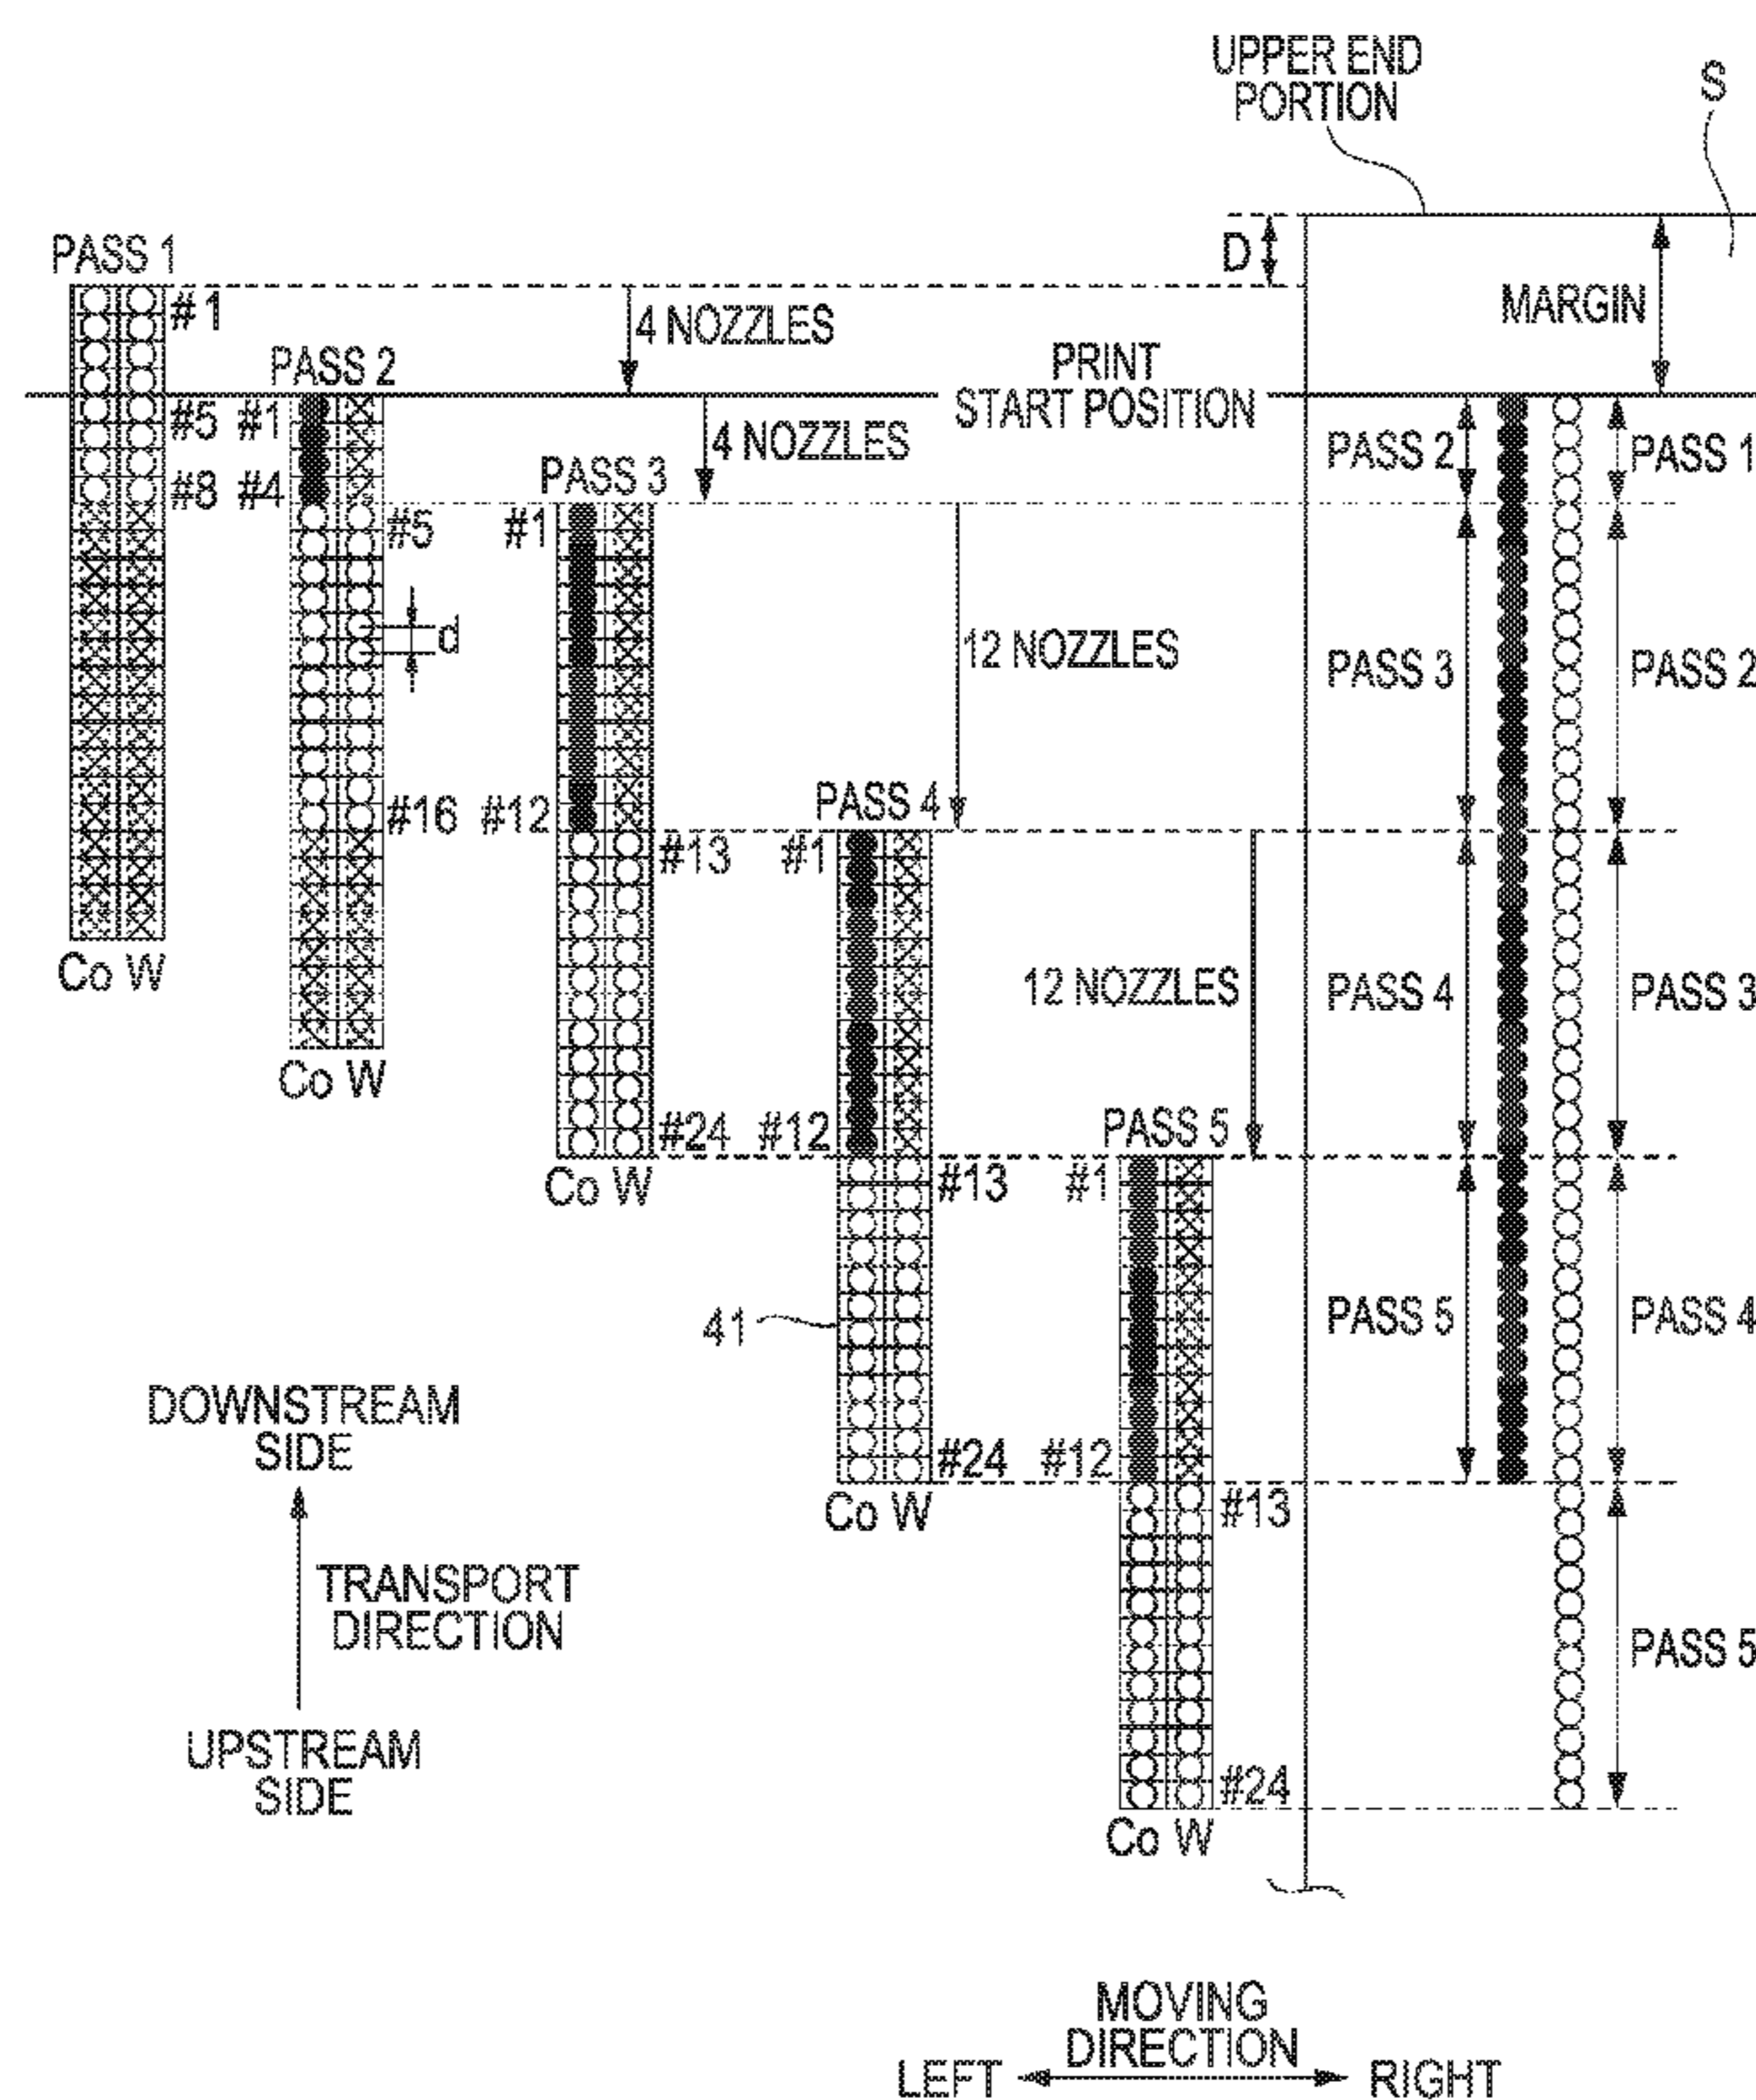 UPPER END
PORTION
S
PASS 1
D
#1
4 NOZZLES
MARGIN
PASS 2
PRINT
START POSITION
#5 #1
4 NOZZLES
PASS 2
PASS 1
#8 #4
PASS 3
#5 #1
d
12 NOZZLES
PASS 3
PASS 2
#16 #12
PASS 4
#13 #1
Co W
12 NOZZLES
PASS 4
PASS 3
Co W
#24 #12
PASS 5
Co W
#13 #1
41
PASS 5
PASS 4
DOWNSTREAM
SIDE
#24 #12
Co W
#13
TRANSPORT
DIRECTION
PASS 5
UPSTREAM
SIDE
#24
Co W
MOVING
DIRECTION
LEFT
RIGHT